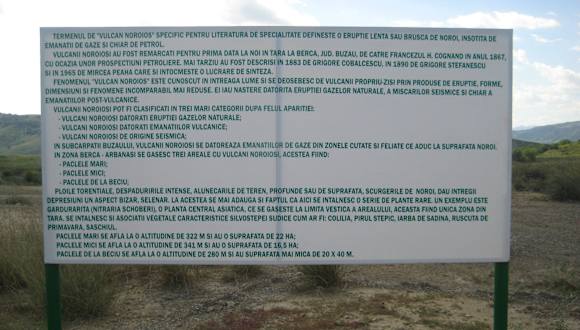 TERMENUL DE "VULCAN NOROIOS" SPECIFIC PENTRU LITERATURA DE SPECIALITATE DEFINESTE O ERUPTIE LENTA SAU BRUSCA DE NOROI, INSOTITA DE
EMANATII DE GAZE SI CHIAR DE PETROL.
VULCANII NOROIOSI AU FOST REMARCATI PENTRU PRIMA DATA LA NOI IN TARA LA BERCA, JUD. BUZAU, DE CATRE FRANCEZUL H. COGNAND IN ANUL 1867,
CU OCAZIA UNOR PROSPETIUNI PETROLIERE. MAI TARZIU AU FOST DESCRISI IN 1883 DE GRIGORE COBALCESCU, IN 1890 DE GRIGORE STEFANESCU
SI IN 1965 DE MIRCEA PEAHA CARE SI INTOCMESTE O LUCRARE DE SINTEZA.
FENOMENUL "VULCAN NOROIOS" ESTE CUNOSCUT IN INTREAGA LUME SI SE DEOSEBESC DE VULCANII PROPRIU-ZISI PRIN PRODUSE DE ERUPTIE, FORME,
DIMENSIUNI SI FENOMENE INCOMPARABIL MAI REDUSE. EI IAU NASTERE DATORITA ERUPTIEI GAZELOR NATURALE, A MISCARILOR SEISMICE SI CHIAR A
EMANATIILOR POST-VULCANICE.
VULCANII NOROIOSI POT FI CLASIFICATI IN TREI MARI CATEGORII DUPA FELUL APARITIEI:
- VULCANI NOROIOSI DATORATI ERUPTIEI GAZELOR NATURALE;
- VULCANI NOROIOSI DATORATI EMANATIILOR VULCANICE;
- VULCANI NOROIOSI DE ORIGINE SEISMICA;
IN SUBCARPATII BUZAULUI, VULCANII NOROIOSI SE DATOREAZA EMANATIILOR DE GAZE DIN ZONELE CUTATE SI FELIATE CE ADUC LA SUPRAFATA NOROI.
IN ZONA BERCA - ARBANASI SE GASESC TREI AREALE CU VULCANI NOROIOSI, ACESTEA FIIND:
- PACLELE MARI;
- PACLELE MICI;
- PACLELE DE LA BECIU;
PLOILE TORENTIALE, DESPADURIRILE INTENSE, ALUNECARILE DE TEREN, PROFUNDE SAU DE SUPRAFATA, SCURGERILE DE NOROI, DAU INTREGII
DEPRESIUNI UN ASPECT BIZAR, SELENAR. LA ACESTEA SE MAI ADAUGA SI FAPTUL CA AICI SE INTALNESC O SERIE DE PLANTE RARE. UN EXEMPLU ESTE
GARDURARITA (NITRARIA SCHOBERI), O PLANTA CENTRAL ASIATICA, CE SE GASESTE LA LIMITA VESTICA A AREALULUI, ACEASTA FIIND UNICA ZONA DIN
TARA. SE INTALNESC SI ASOCIATII VEGETALE CARACTERISTICE SILVOSTEPEI SUDICE CUM AR FI: COLILIA, PIRUL STEPIC, IARBA DE SADINA, RUSCUTA DE
PRIMAVARA, SASCHIUL.
PACLELE MARI SE AFLA LA O ALTITUDINE DE 322 M SI AU O SUPRAFATA DE 22 HA;
PACLELE MICI SE AFLA LA O ALTITUDINE DE 341 M SI AU O SUPRAFATA DE 16,5 HA;
PACLELE DE LA BECIU SE AFLA LA O ALTITUDINE DE 280 M SI AU SUPRAFATA MAI MICA DE 20 X 40 M.